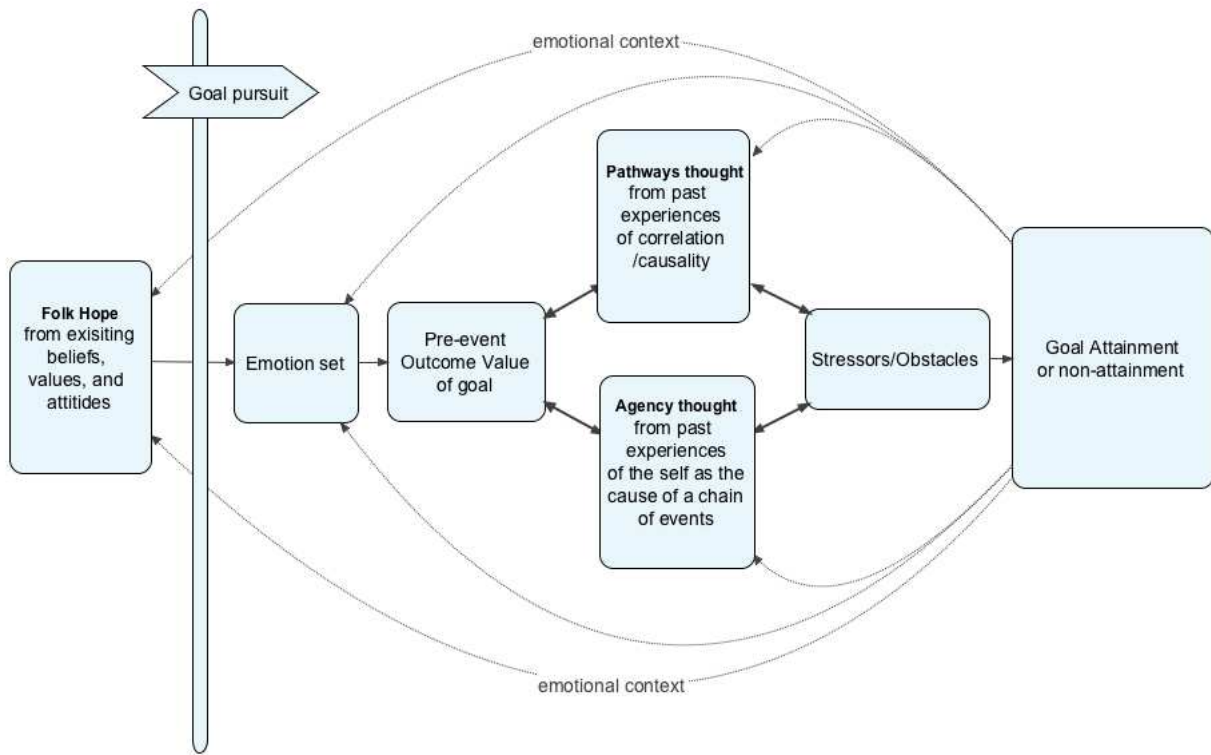 emotional context
Goal pursuit
Pathways thought
from past
experiences
of correlation
/causality
Folk Hope
from exisiting
beliefs,
values, and
attitides
Emotion set
Pre-event
Outcome Value
of goal
Stressors/Obstacles
Goal Attainment
or non-attainment
Agency thought
from past
experiences
of the self as the
cause of a chain
of events
emotional context